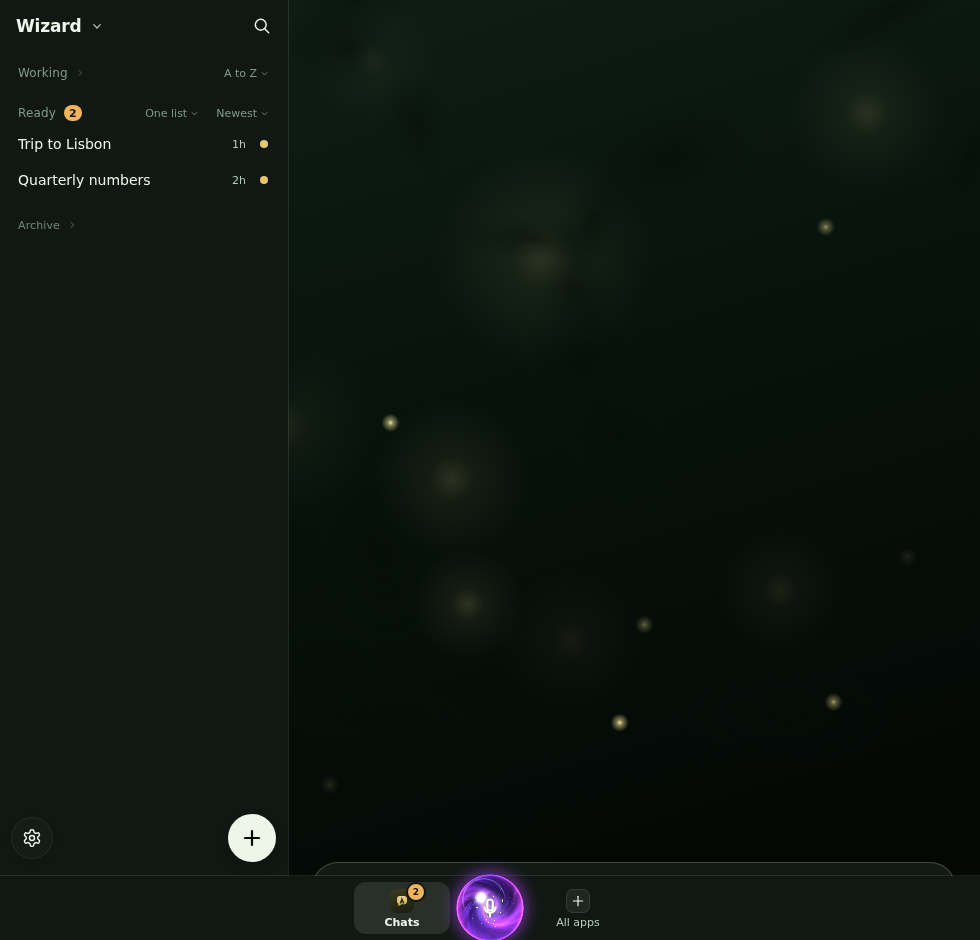 Wizard
Working
A to Z
Ready 2
One list
Newest
Trip to Lisbon 1h
Quarterly numbers 2h
Archive
2
Chats
All apps